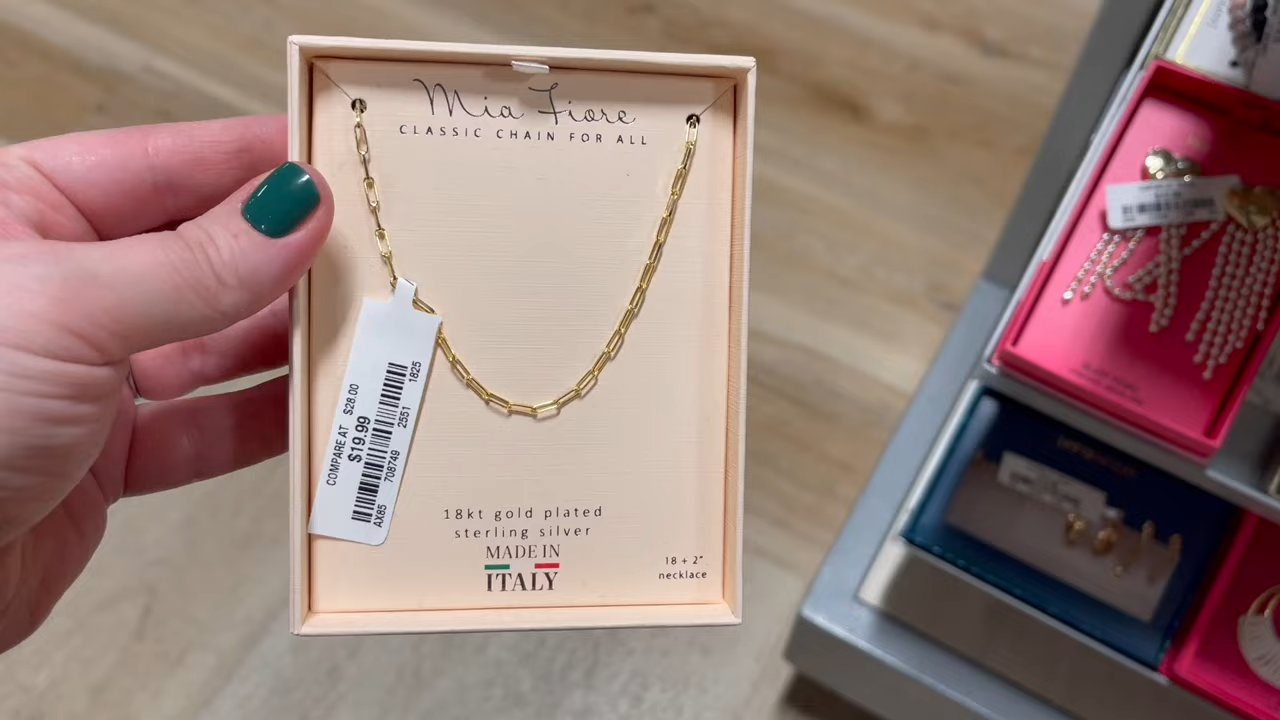 Mia Fiore
CLASSIC CHAIN FOR ALL
COMPARE AT $28.00
$19.99
2551 1825
AX85 708749
18kt gold plated
sterling silver
MADE IN
ITALY
18 + 2"
necklace